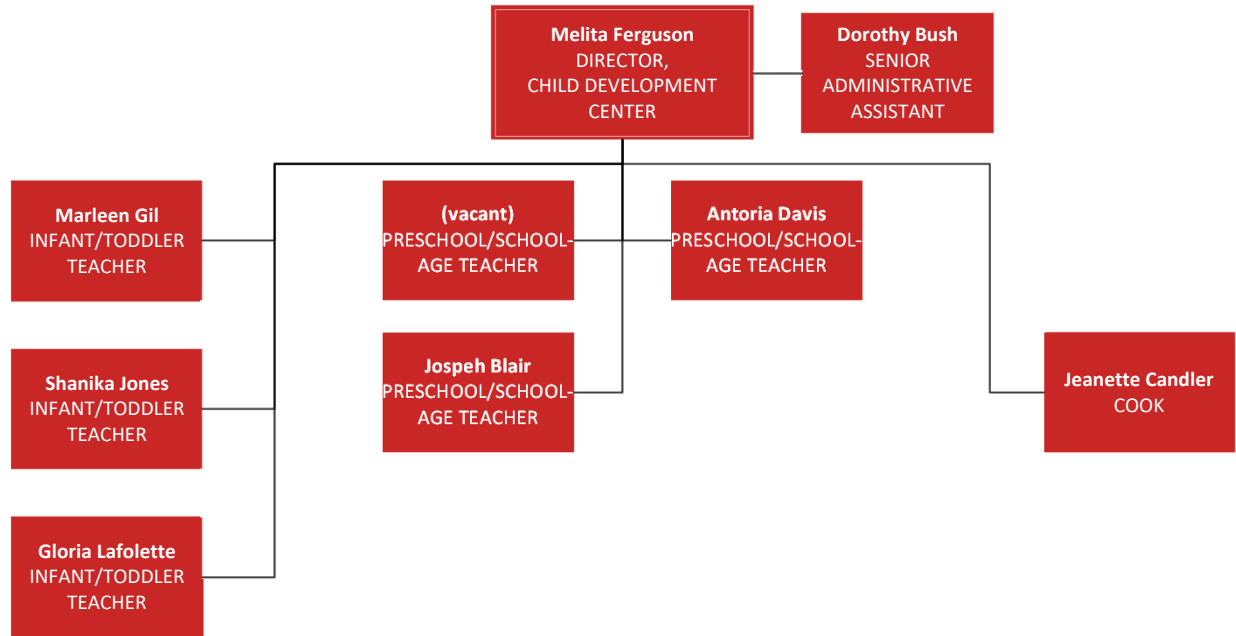 Melita Ferguson
DIRECTOR,
CHILD DEVELOPMENT
CENTER
Dorothy Bush
SENIOR
ADMINISTRATIVE
ASSISTANT
Marleen Gil
INFANT/TODDLER
TEACHER
(vacant)
PRESCHOOL/SCHOOL-
AGE TEACHER
Antoria Davis
PRESCHOOL/SCHOOL-
AGE TEACHER
Shanika Jones
INFANT/TODDLER
TEACHER
Jospeh Blair
PRESCHOOL/SCHOOL-
AGE TEACHER
Jeanette Candler
COOK
Gloria Lafolette
INFANT/TODDLER
TEACHER